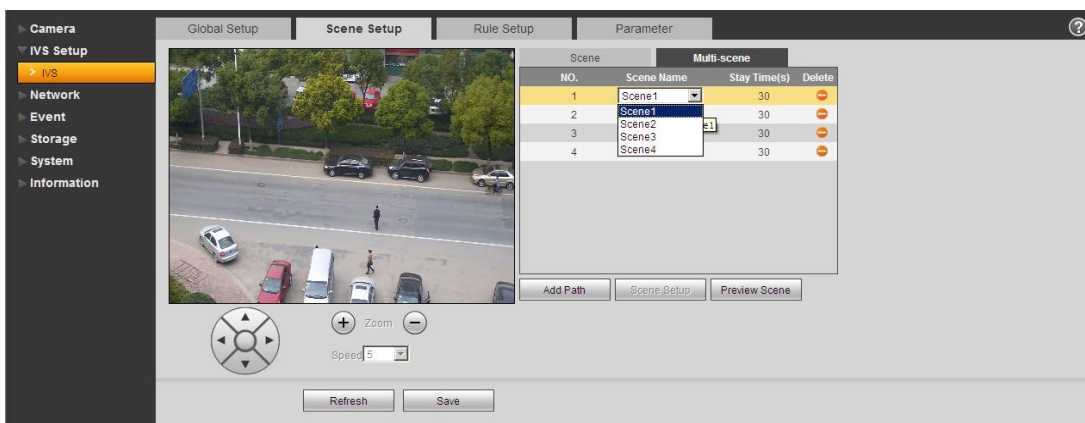 Camera
IVS Setup
> IVS
Network
Event
Storage
System
Information
Global Setup
Scene Setup
Rule Setup
Parameter
?
Scene
Multi-scene
NO. Scene Name Stay Time(s) Delete
1 Scene1 30
2 30
3 30
4 30
Scene1
Scene2
Scene3
Scene4
e1
Add Path
Scene Setup
Preview Scene
+ Zoom −
Speed 5
Refresh
Save